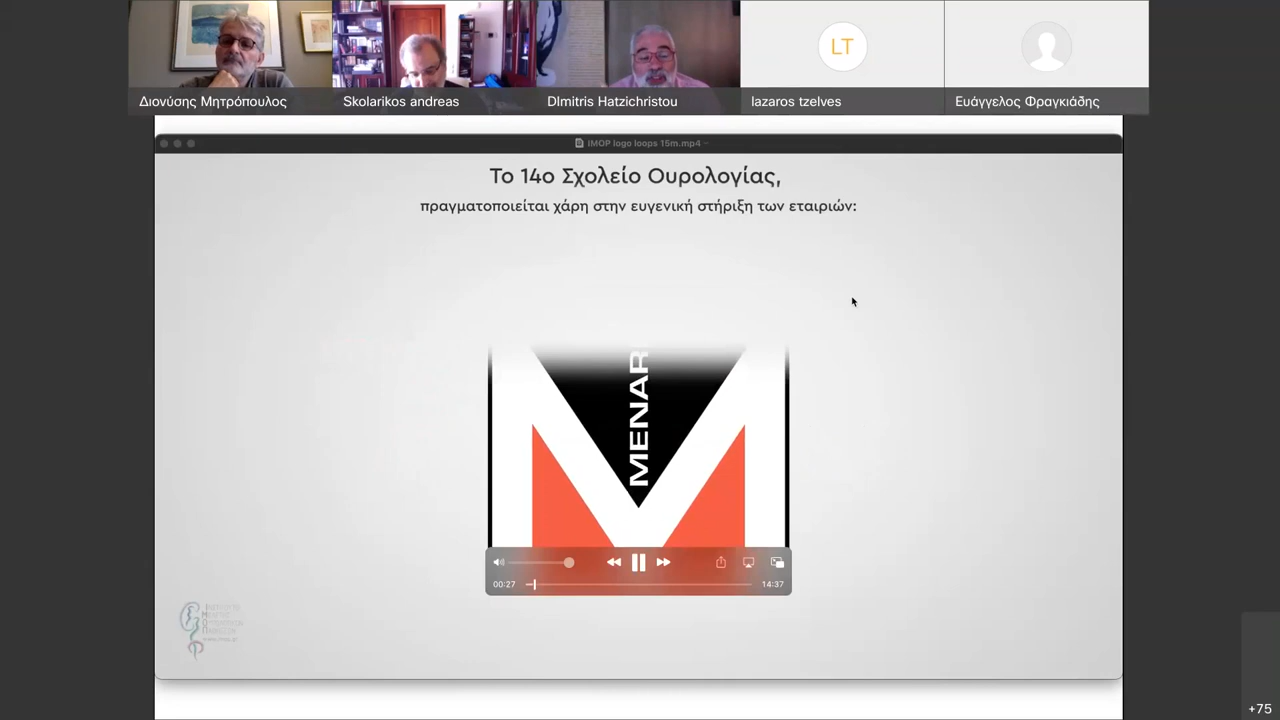 LT
Διονύσης Μητρόπουλος
Skolarikos andreas
DImitris Hatzichristou
lazaros tzelves
Ευάγγελος Φραγκιάδης
IMOP logo loops 15m.mp4
Το 14ο Σχολείο Ουρολογίας,
πραγματοποιείται χάρη στην ευγενική στήριξη των εταιριών:
MENAR
00:27
14:37
+75